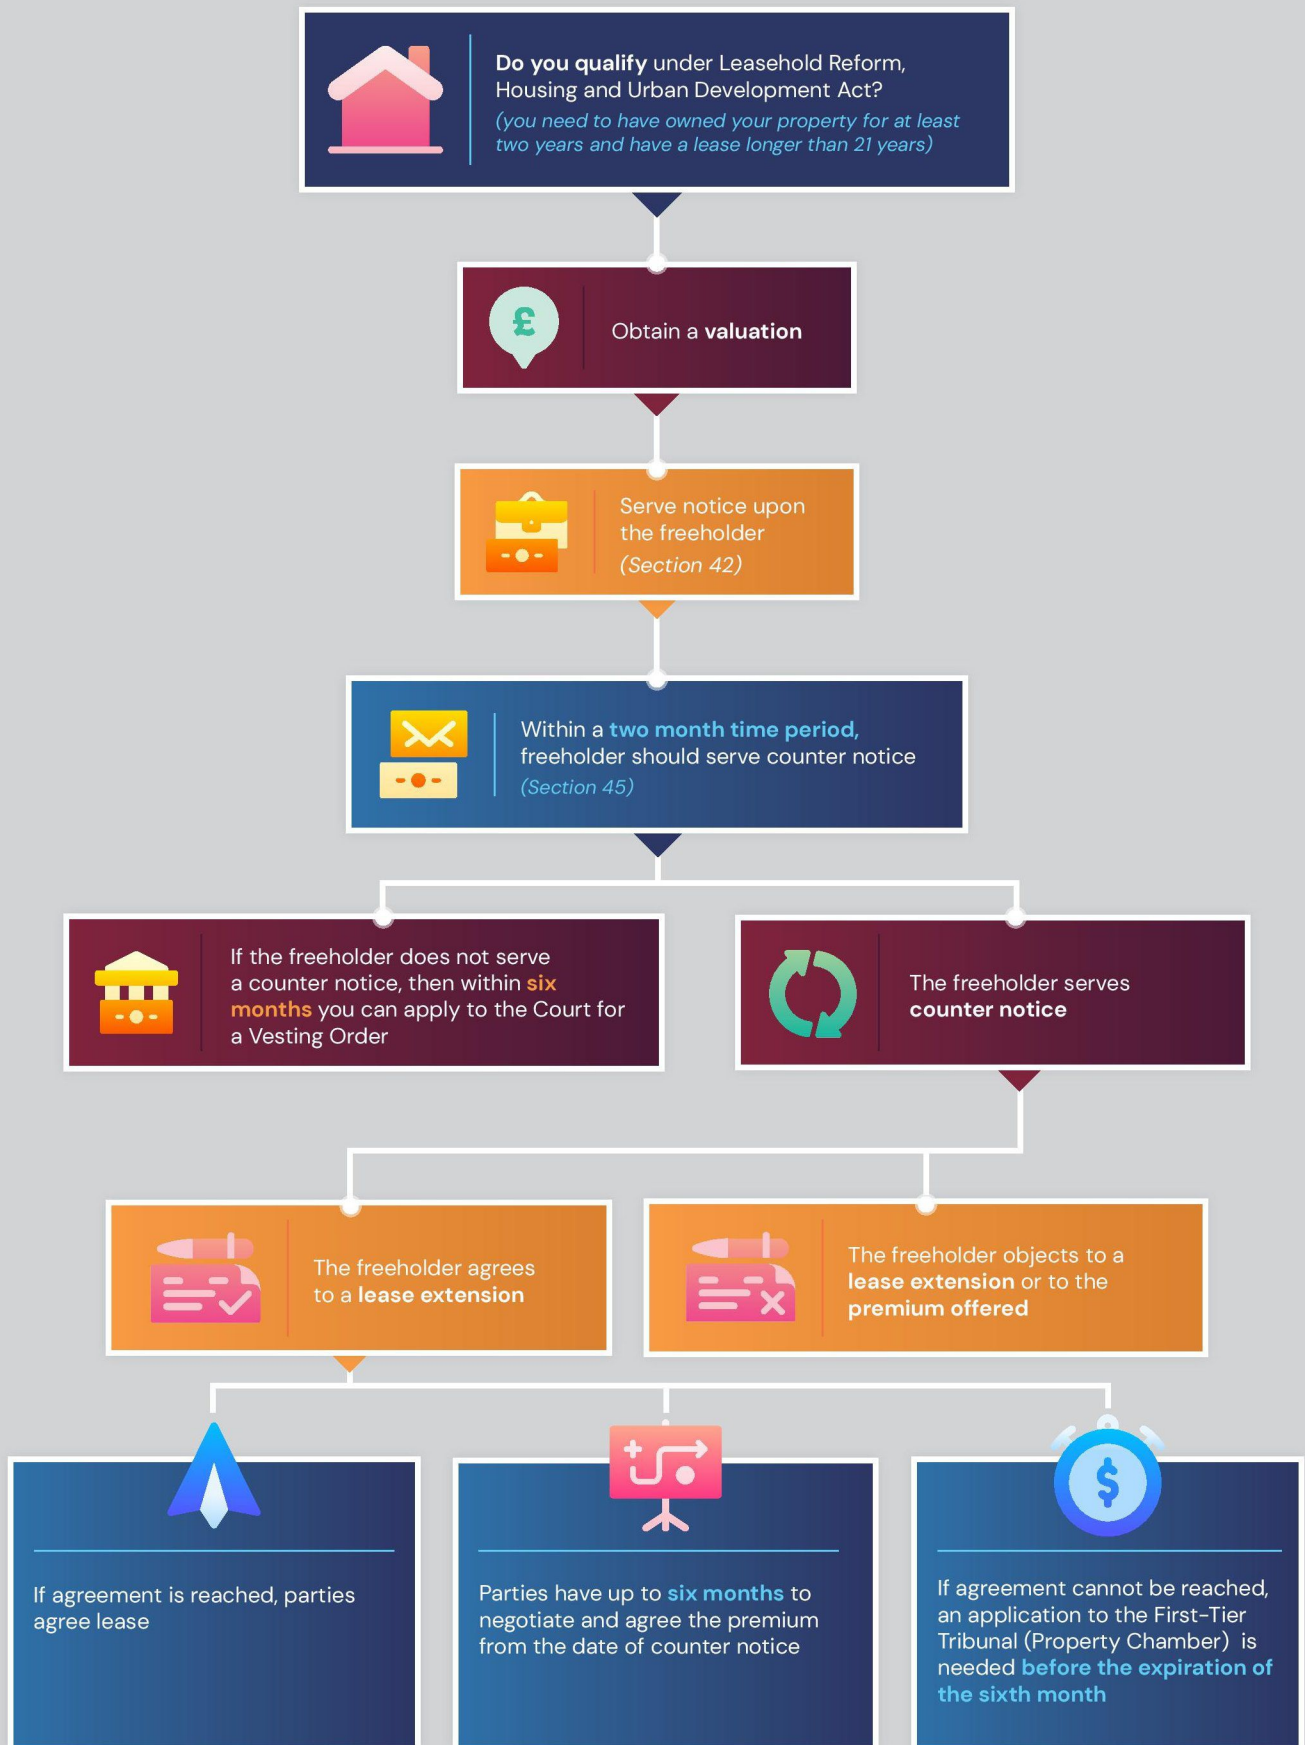 Do you qualify under Leasehold Reform,
Housing and Urban Development Act?
(you need to have owned your property for at least
two years and have a lease longer than 21 years)
£
Obtain a valuation
Serve notice upon
the freeholder
(Section 42)
Within a two month time period,
freeholder should serve counter notice
(Section 45)
If the freeholder does not serve
a counter notice, then within six
months you can apply to the Court for
a Vesting Order
The freeholder serves
counter notice
The freeholder agrees
to a lease extension
The freeholder objects to a
lease extension or to the
premium offered
If agreement is reached, parties
agree lease
Parties have up to six months to
negotiate and agree the premium
from the date of counter notice
$
If agreement cannot be reached,
an application to the First-Tier
Tribunal (Property Chamber) is
needed before the expiration of
the sixth month